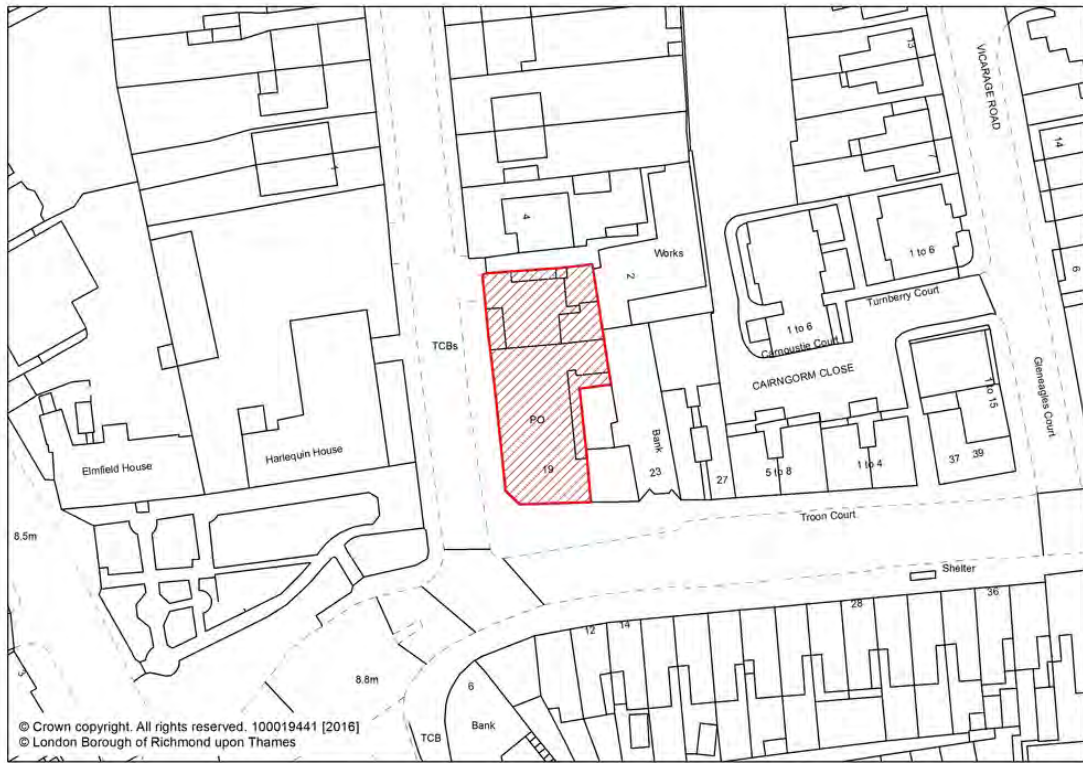 13
VICARAGE ROAD
14
1
7
4
Works
2
1 to 6
6
Turnberry Court
1 to 6
Carnoustie Court
TCBs
CAIRNGORM CLOSE
Gleneagles Court
1 to 15
PO
Bank
Elmfield House
Harlequin House
19
23
27
5 to 8
1 to 4
37
39
Troon Court
8.5m
Shelter
36
28
12
14
3
8.8m
6
Bank
TCB
© Crown copyright. All rights reserved. 100019441 [2016]
© London Borough of Richmond upon Thames